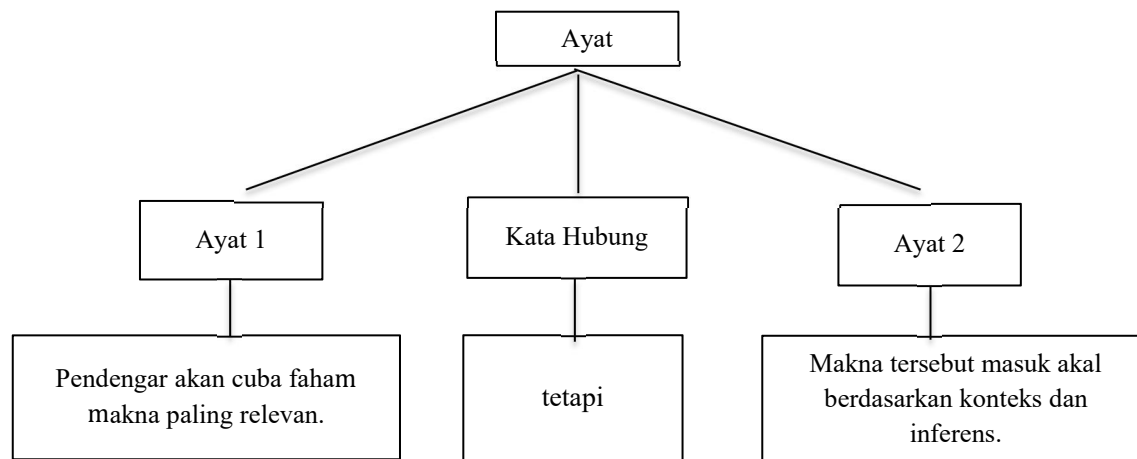 Ayat
Ayat 1
Kata Hubung
Ayat 2
Pendengar akan cuba faham
makna paling relevan.
tetapi
Makna tersebut masuk akal
berdasarkan konteks dan
inferens.